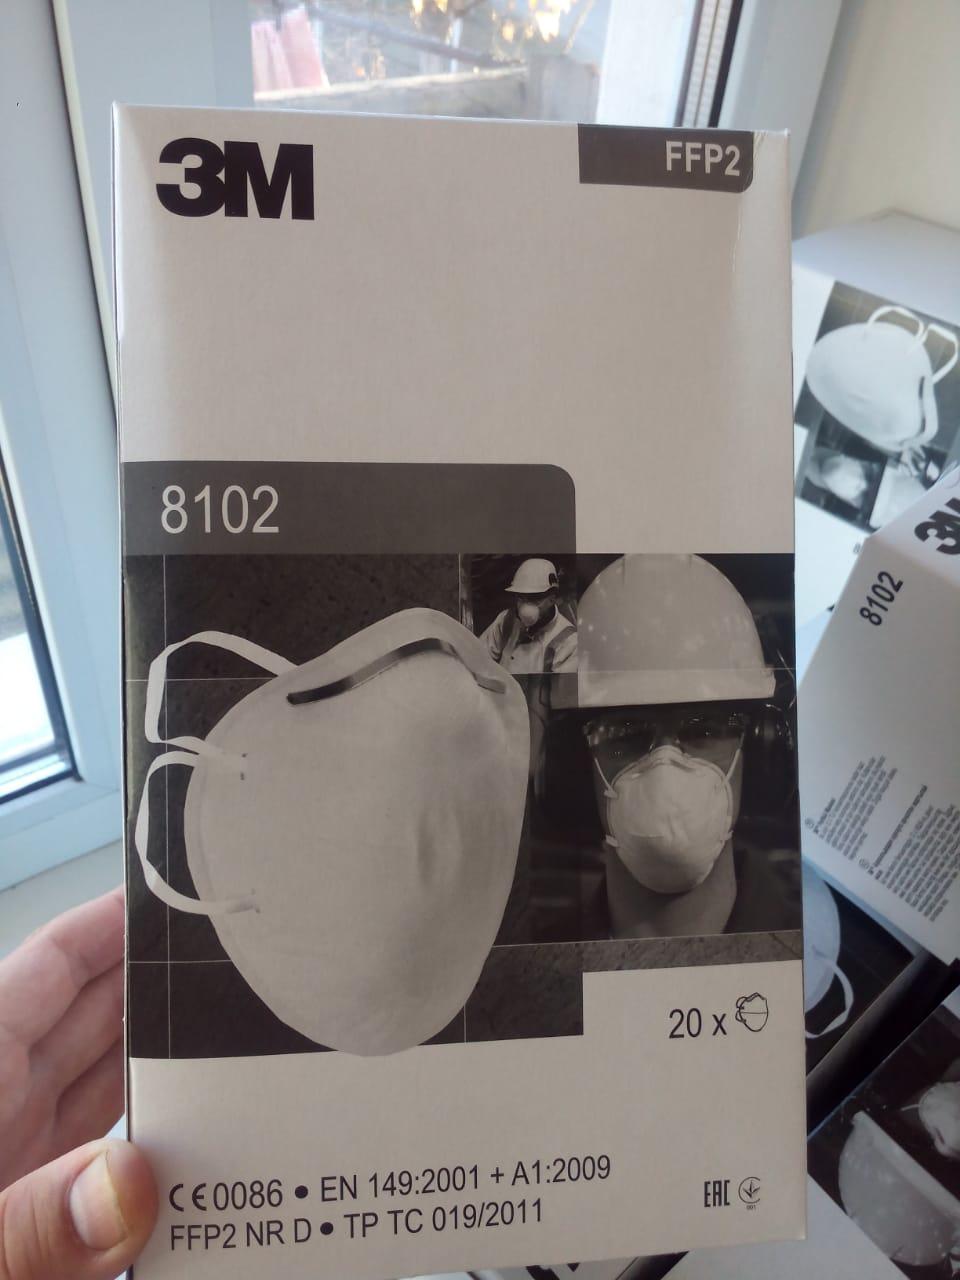 3M
FFP2
8102
20 x
CE 0086 • EN 149:2001 + A1:2009
FFP2 NR D • TP TC 019/2011
EAC
001
3M
8102